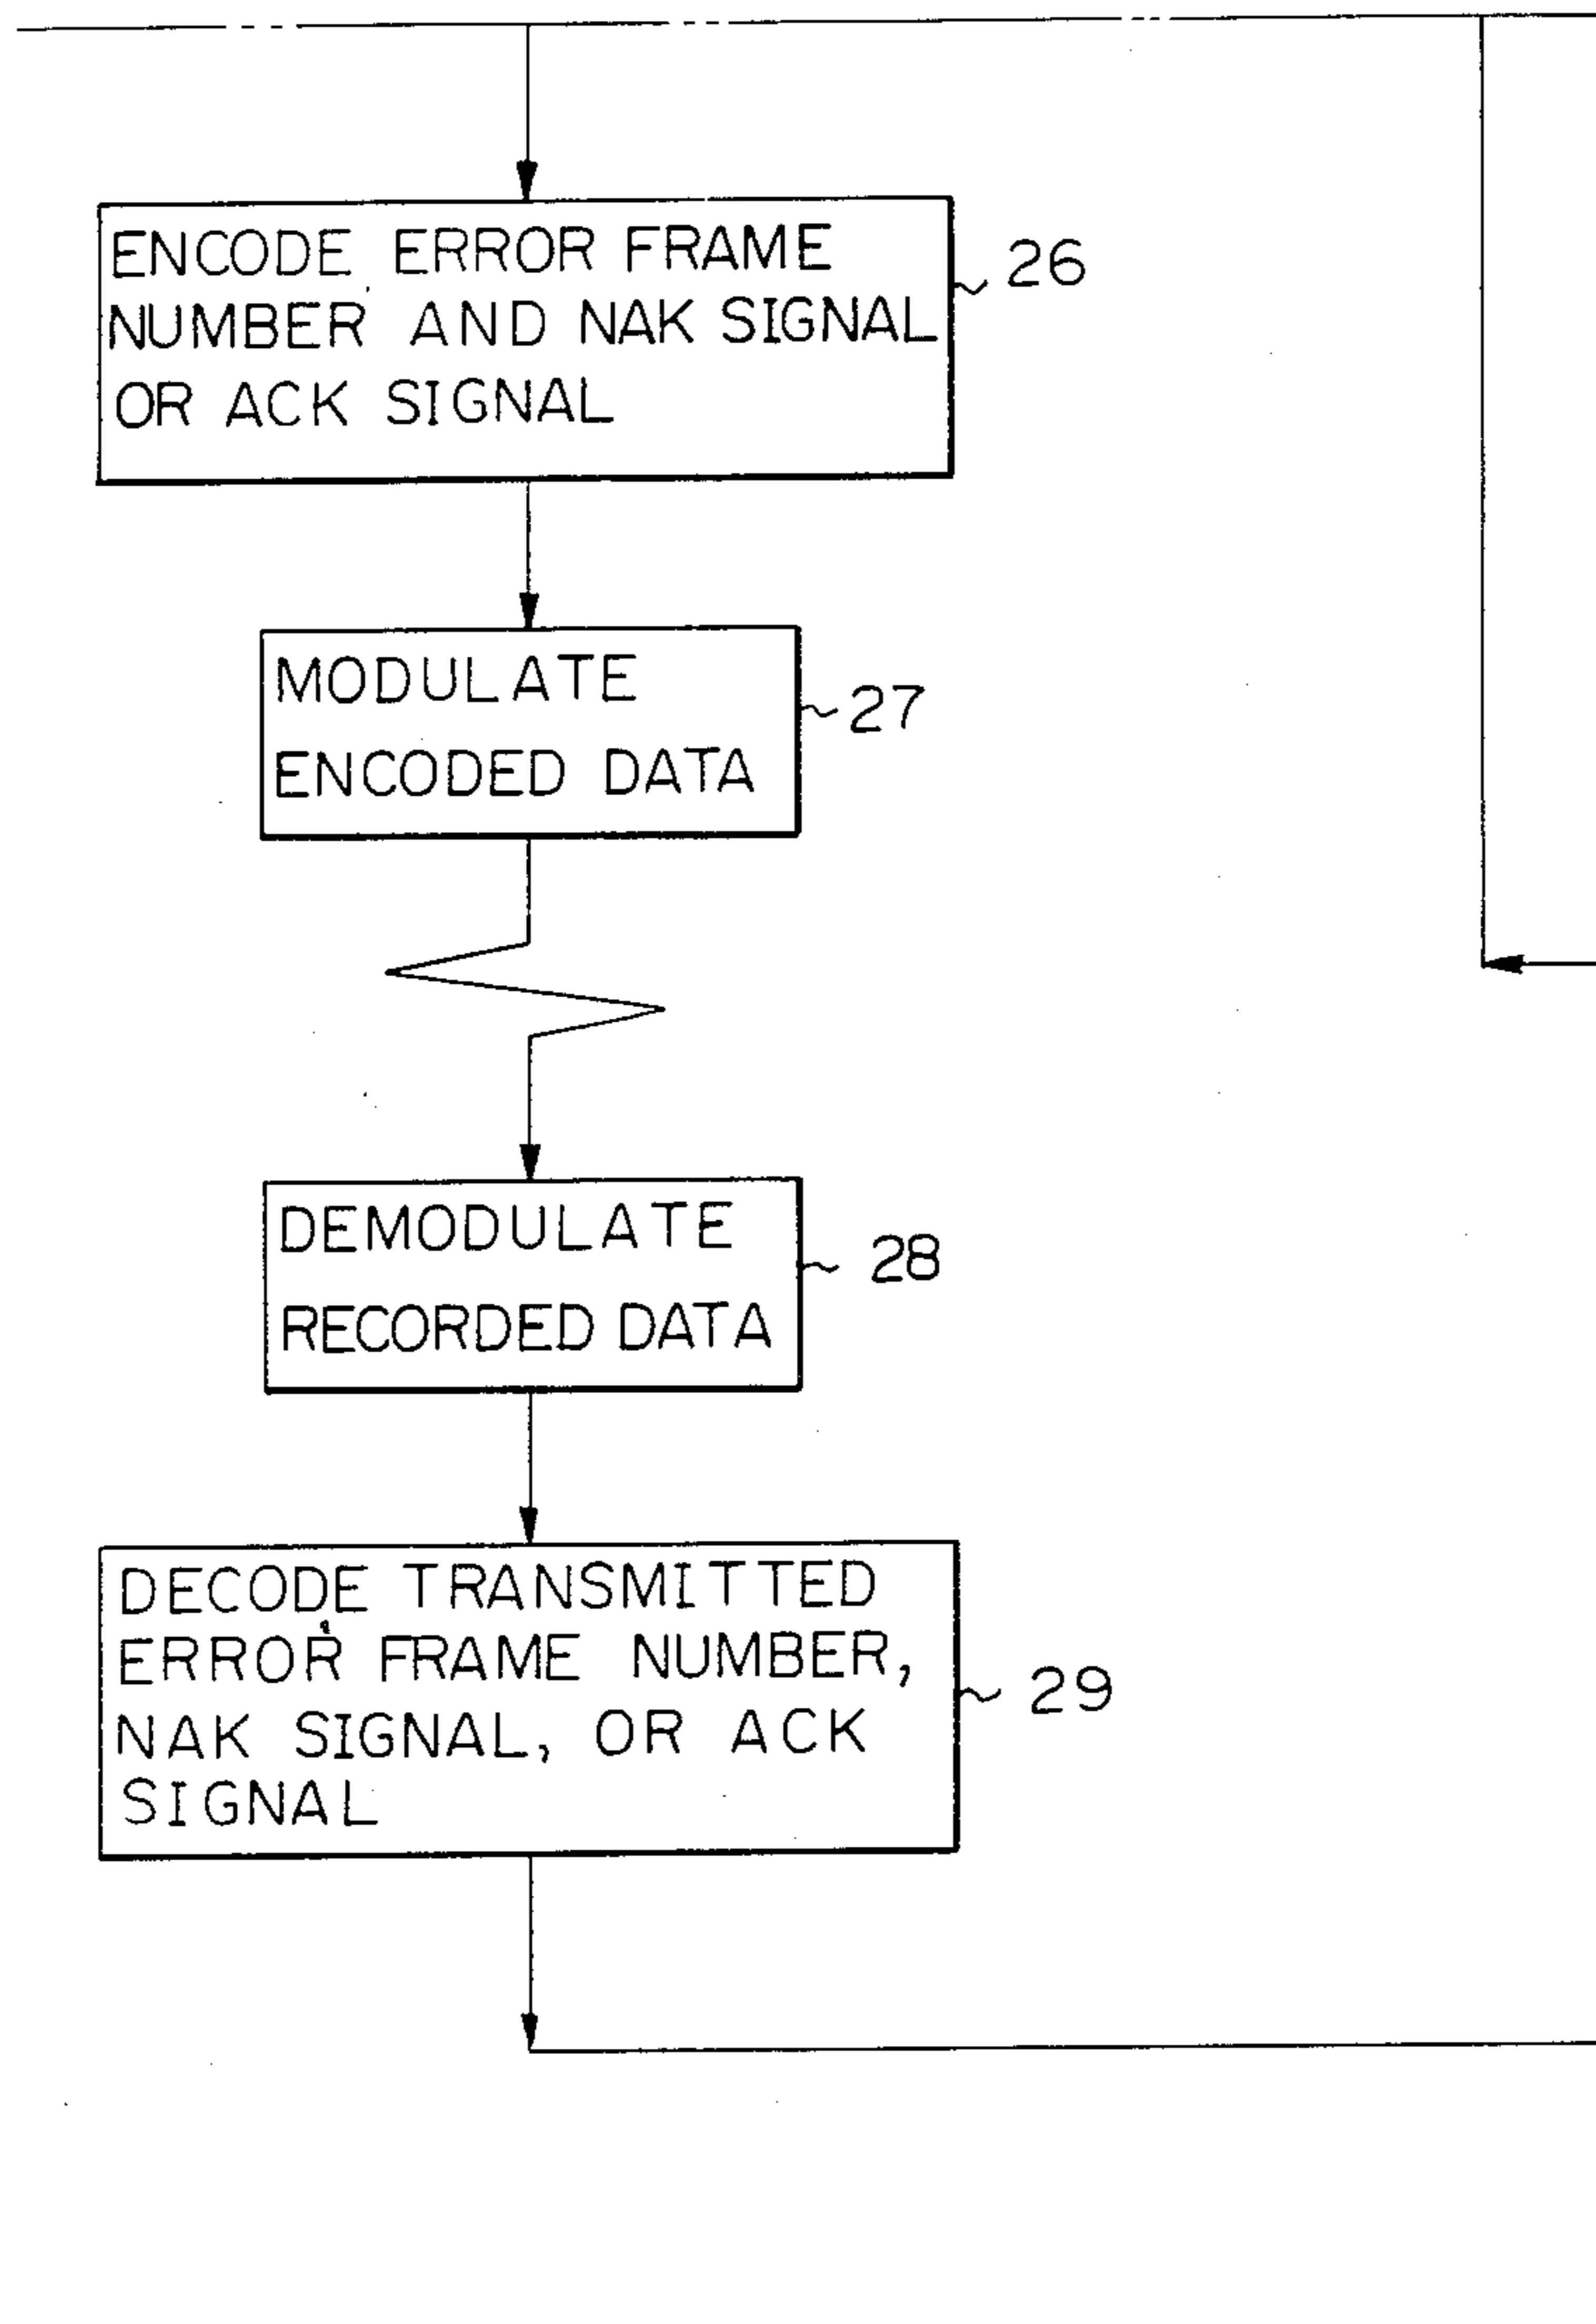 ENCODE ERROR FRAME
NUMBER AND NAK SIGNAL
OR ACK SIGNAL
26
MODULATE
ENCODED DATA
27
DEMODULATE
RECORDED DATA
28
DECODE TRANSMITTED
ERROR FRAME NUMBER,
NAK SIGNAL, OR ACK
SIGNAL
29